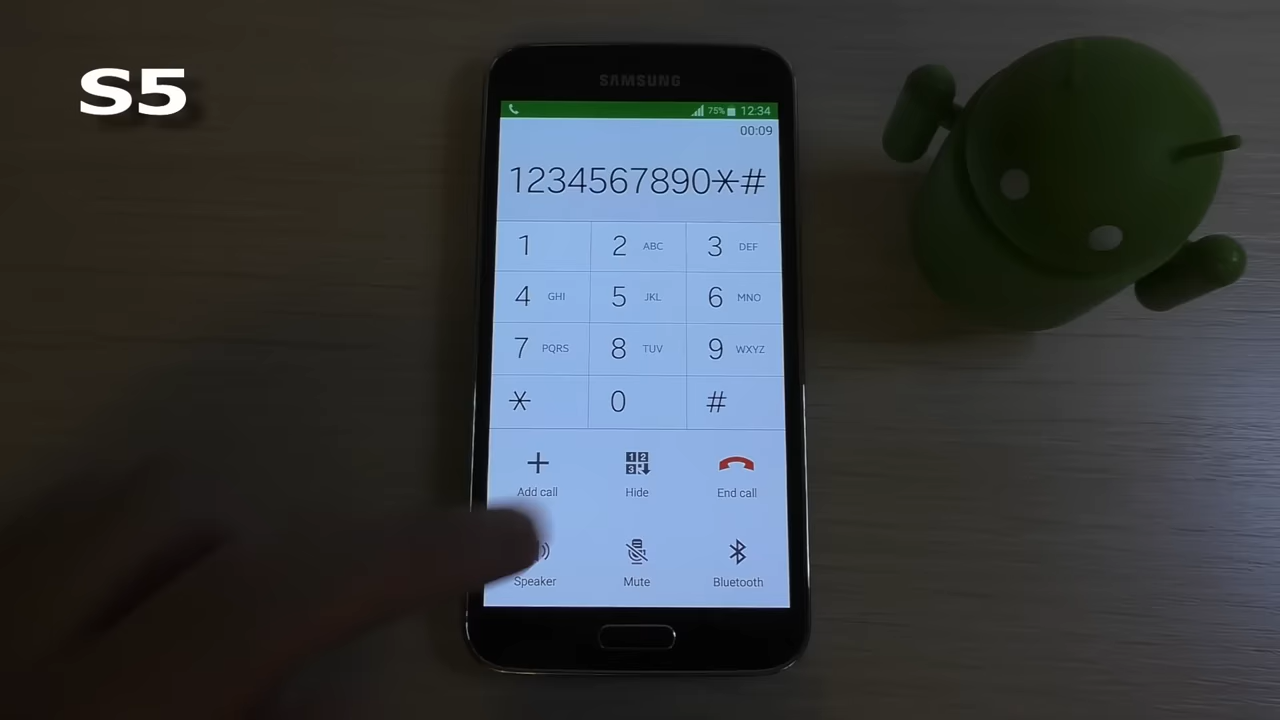 S5
SAMSUNG
75% 12:34
00:09
1234567890*#
1 2 ABC 3 DEF
4 GHI 5 JKL 6 MNO
7 PQRS 8 TUV 9 WXYZ
* 0 #
Add call Hide End call
Speaker Mute Bluetooth